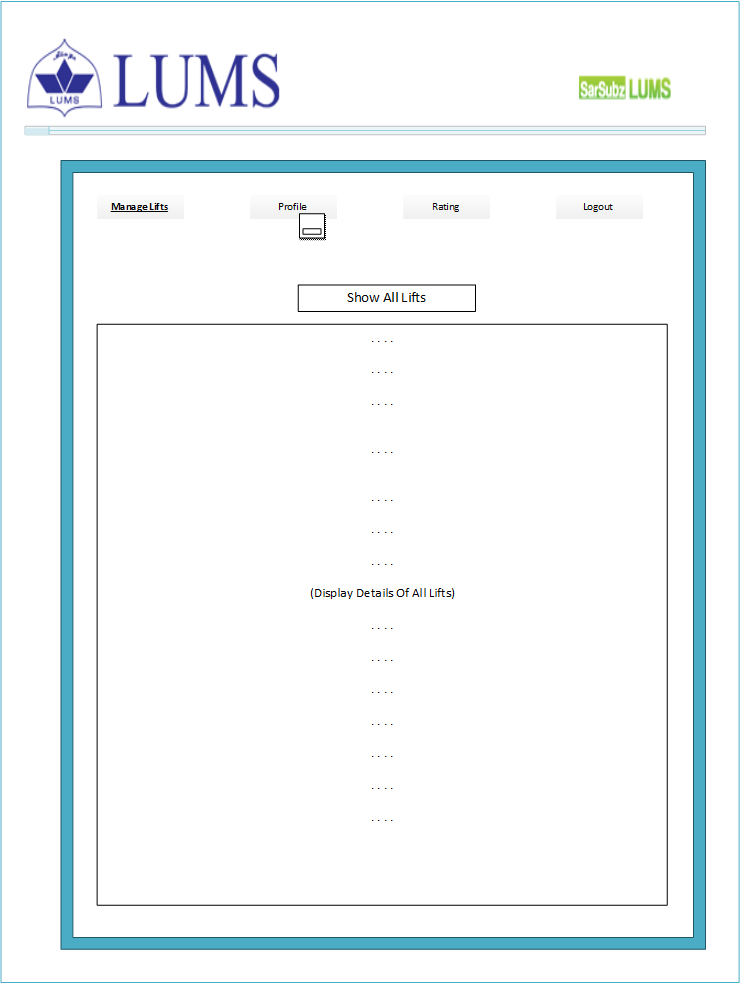 LUMS
LUMS
SarSubz LUMS
Manage Lifts
Profile
Rating
Logout
Show All Lifts
. . . .
. . . .
. . . .
. . . .
. . . .
. . . .
. . . .
(Display Details Of All Lifts)
. . . .
. . . .
. . . .
. . . .
. . . .
. . . .
. . . .